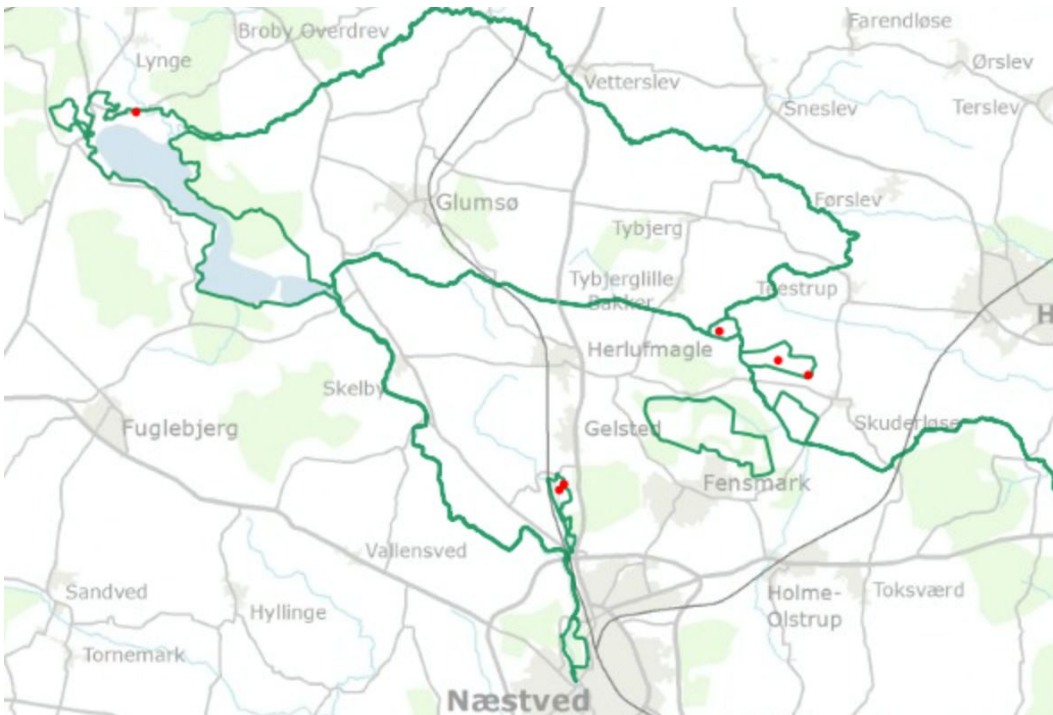 Farendløse
Broby Overdrev
Lynge
Ørslev
Vetterslev
Sneslev
Terslev
Glumsø
Førslev
Tybjerg
Tybjerglille
Bakker
Teestrup
H
Herlufmagle
Skelby
Fuglebjerg
Gelsted
Skuderløse
Fensmark
Vallensved
Sandved
Hyllinge
Holme-
Olstrup
Toksværd
Tornemark
Næstved